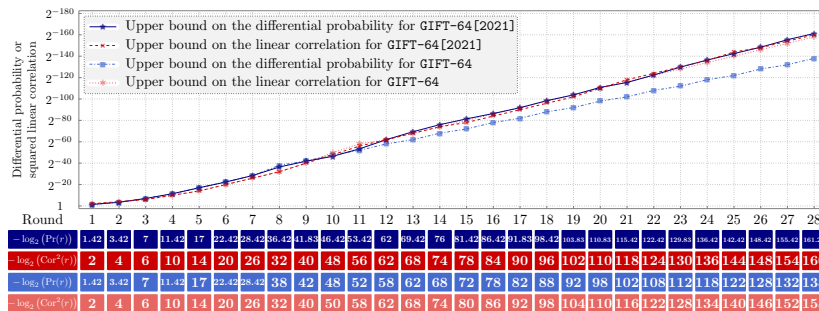 2^−180
2^−160
2^−140
2^−120
2^−100
2^−80
2^−60
2^−40
2^−20
1
Differential probability or
squared linear correlation
Upper bound on the differential probability for GIFT-64[2021]
Upper bound on the linear correlation for GIFT-64[2021]
Upper bound on the differential probability for GIFT-64
Upper bound on the linear correlation for GIFT-64
Round 1 2 3 4 5 6 7 8 9 10 11 12 13 14 15 16 17 18 19 20 21 22 23 24 25 26 27 28
−log₂(Pr(r)) 1.42 3.42 7 11.42 17 22.42 28.42 36.42 41.83 46.42 53.42 62 69.42 76 81.42 86.42 91.83 98.42 103.83 110.83 115.42 122.42 129.83 136.42 142.42 148.42 155.42
−log₂(Cor²(r)) 2 4 6 10 14 20 26 32 40 48 56 62 68 74 78 84 90 96 102 110 118 124 130 136 144 148 154 160
−log₂(Pr(r)) 1.42 3.42 7 11.42 17 22.42 28.42 38 42 48 52 58 62 68 72 78 82 88 92 98 102 108 112 118 122 128 132
−log₂(Cor²(r)) 2 4 6 10 14 20 26 32 40 50 58 62 68 74 80 86 92 98 104 110 116 122 128 134 140 146 152